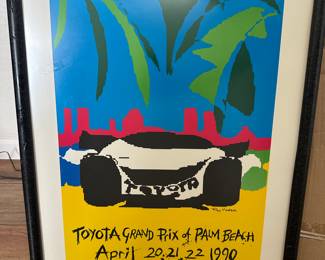 TOYOTA
TOYOTA GRAND PRIX of PALM BEACH
April 20, 21, 22 1990